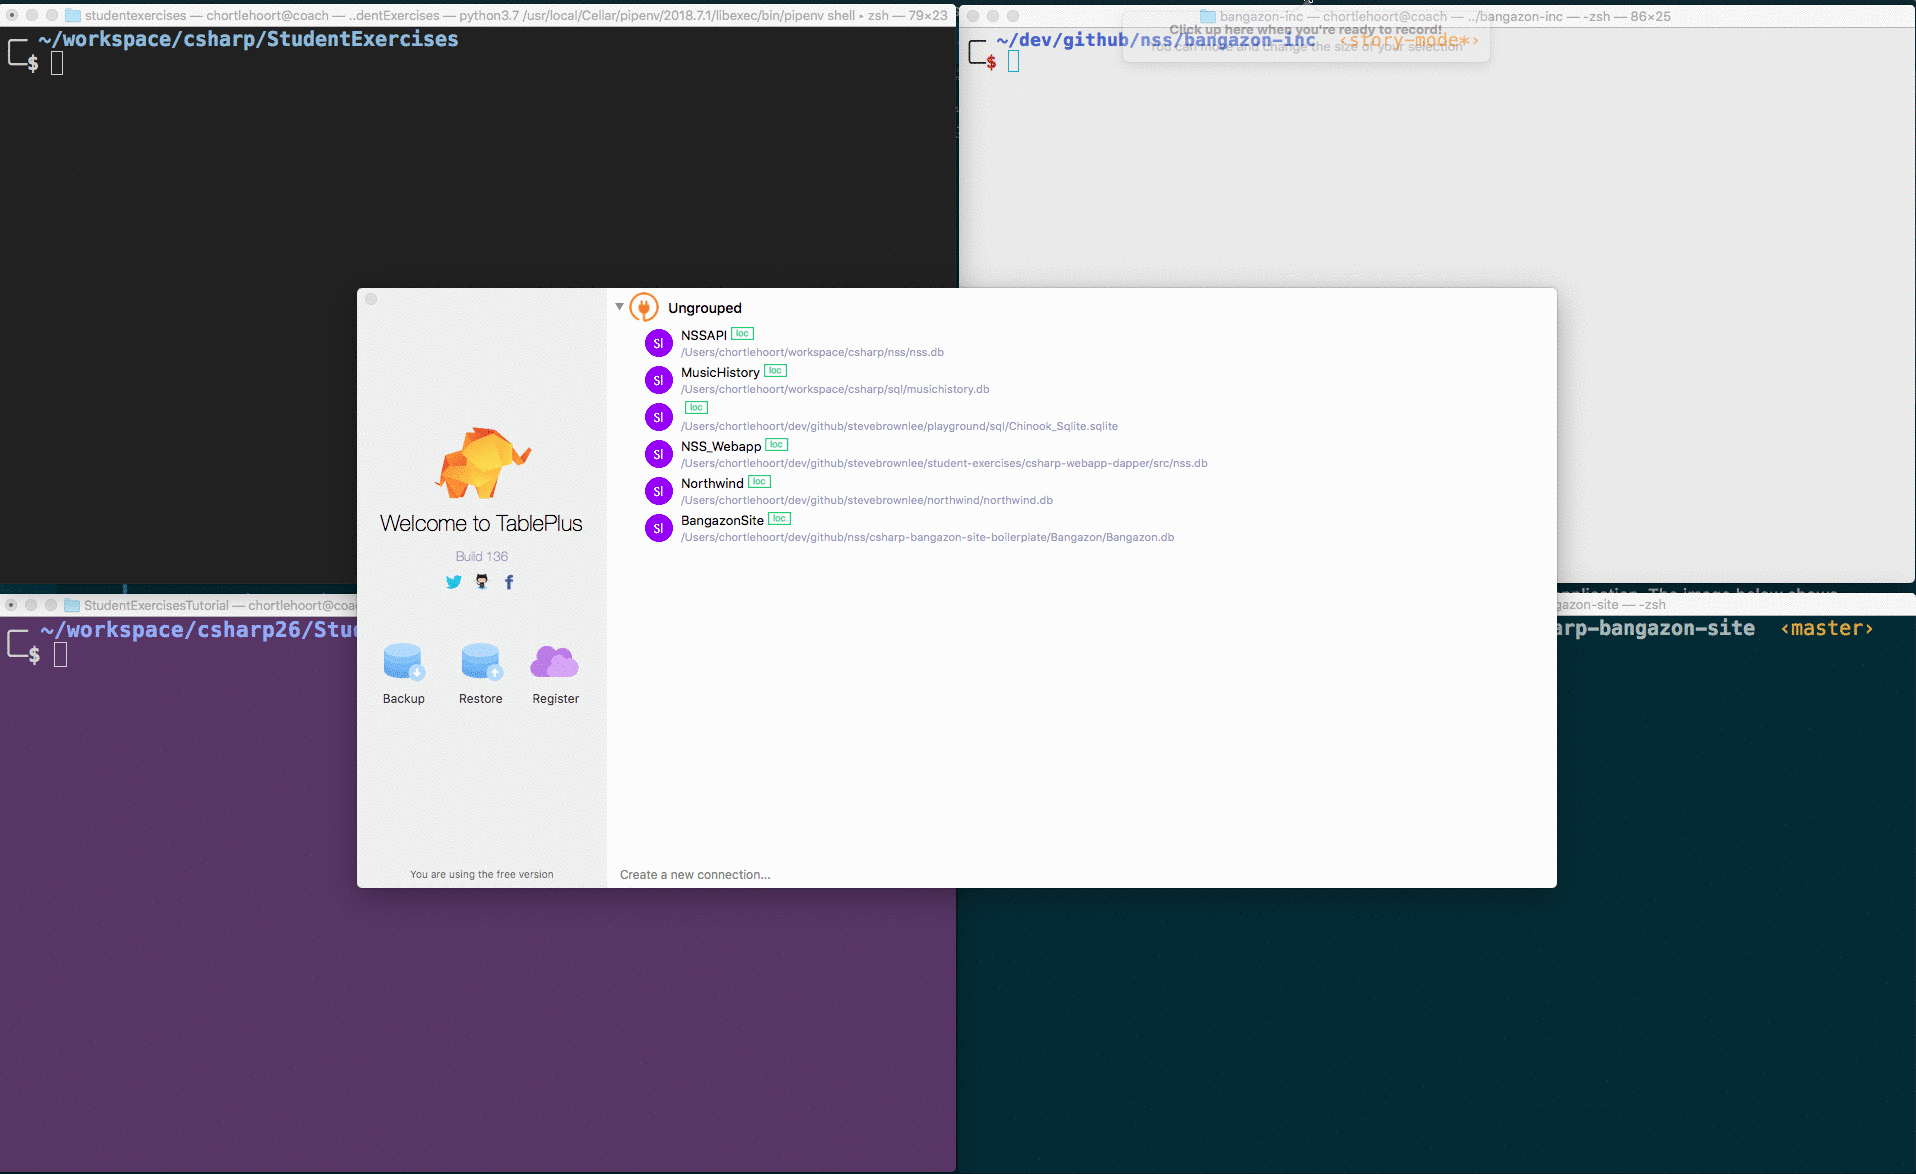 studentexercises — chortlehoort@coach — ..dentExercises — python3.7 /usr/local/Cellar/pipenv/2018.7.1/libexec/bin/pipenv shell ▸ zsh — 79×23
~/workspace/csharp/StudentExercises
$
bangazon-inc — chortlehoort@coach — ../bangazon-inc — -zsh — 86×25
Click up here when you're ready to record!
You can move and change the size of your selection
~/dev/github/nss/bangazon-inc ‹story-mode*›
$
Ungrouped
SI NSSAPI loc
/Users/chortlehoort/workspace/csharp/nss/nss.db
SI MusicHistory loc
/Users/chortlehoort/workspace/csharp/sql/musichistory.db
SI loc
/Users/chortlehoort/dev/github/stevebrownlee/playground/sql/Chinook_Sqlite.sqlite
SI NSS_Webapp loc
/Users/chortlehoort/dev/github/stevebrownlee/student-exercises/csharp-webapp-dapper/src/nss.db
SI Northwind loc
/Users/chortlehoort/dev/github/stevebrownlee/northwind/northwind.db
SI BangazonSite loc
/Users/chortlehoort/dev/github/nss/csharp-bangazon-site-boilerplate/Bangazon/Bangazon.db
Create a new connection...
Welcome to TablePlus
Build 136
Backup Restore Register
You are using the free version
StudentExercisesTutorial — chortlehoort@coa
~/workspace/csharp26/Stu
$
gazon-site — -zsh
arp-bangazon-site ‹master›